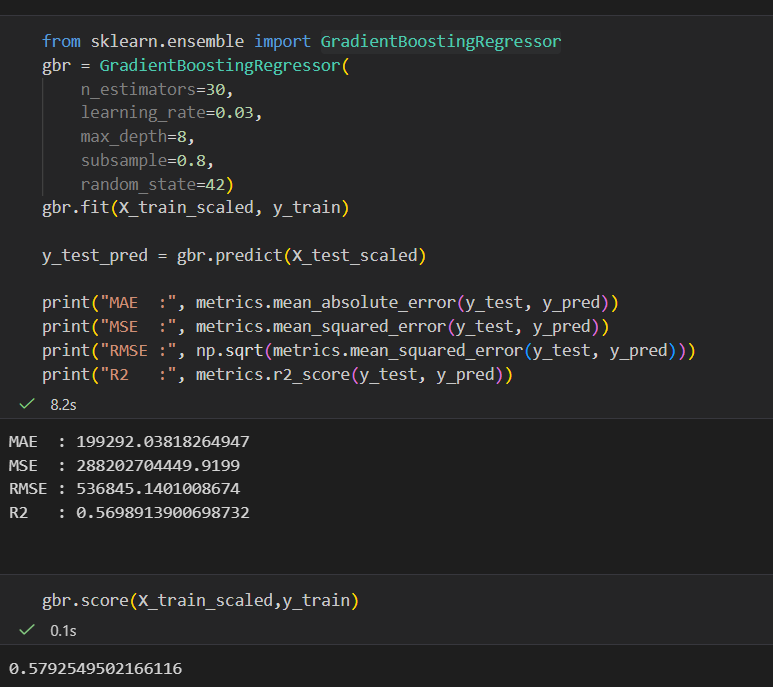 from sklearn.ensemble import GradientBoostingRegressor
gbr = GradientBoostingRegressor(
    n_estimators=30,
    learning_rate=0.03,
    max_depth=8,
    subsample=0.8,
    random_state=42)
gbr.fit(X_train_scaled, y_train)
y_test_pred = gbr.predict(X_test_scaled)
print("MAE  :", metrics.mean_absolute_error(y_test, y_pred))
print("MSE  :", metrics.mean_squared_error(y_test, y_pred))
print("RMSE :", np.sqrt(metrics.mean_squared_error(y_test, y_pred)))
print("R2   :", metrics.r2_score(y_test, y_pred))
8.2s
MAE  : 199292.03818264947
MSE  : 288202704449.9199
RMSE : 536845.1401008674
R2   : 0.5698913900698732
gbr.score(X_train_scaled,y_train)
0.1s
0.5792549502166116